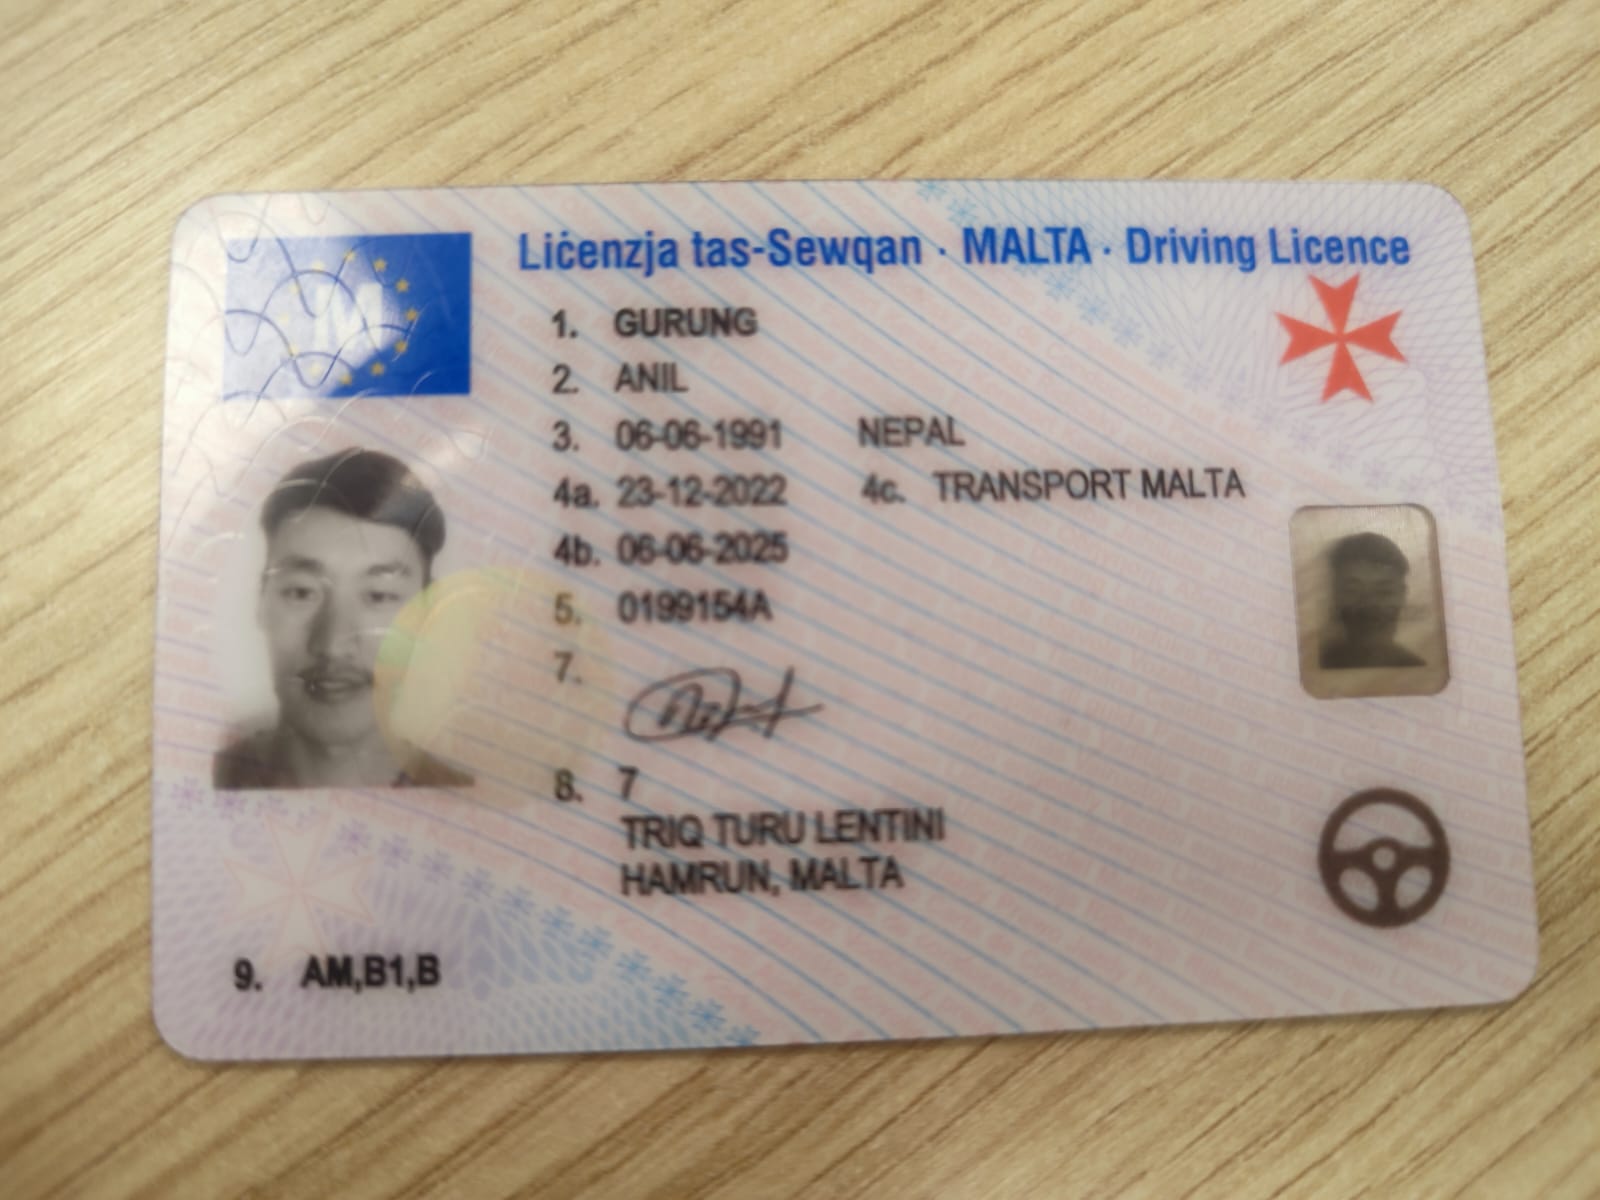 Liċenzja tas-Sewqan · MALTA · Driving Licence
M
1. GURUNG
2. ANIL
3. 06-06-1991 NEPAL
4a. 23-12-2022 4c. TRANSPORT MALTA
4b. 06-06-2025
5. 0199154A
7.
8. 7
TRIQ TURU LENTINI
HAMRUN, MALTA
9. AM,B1,B